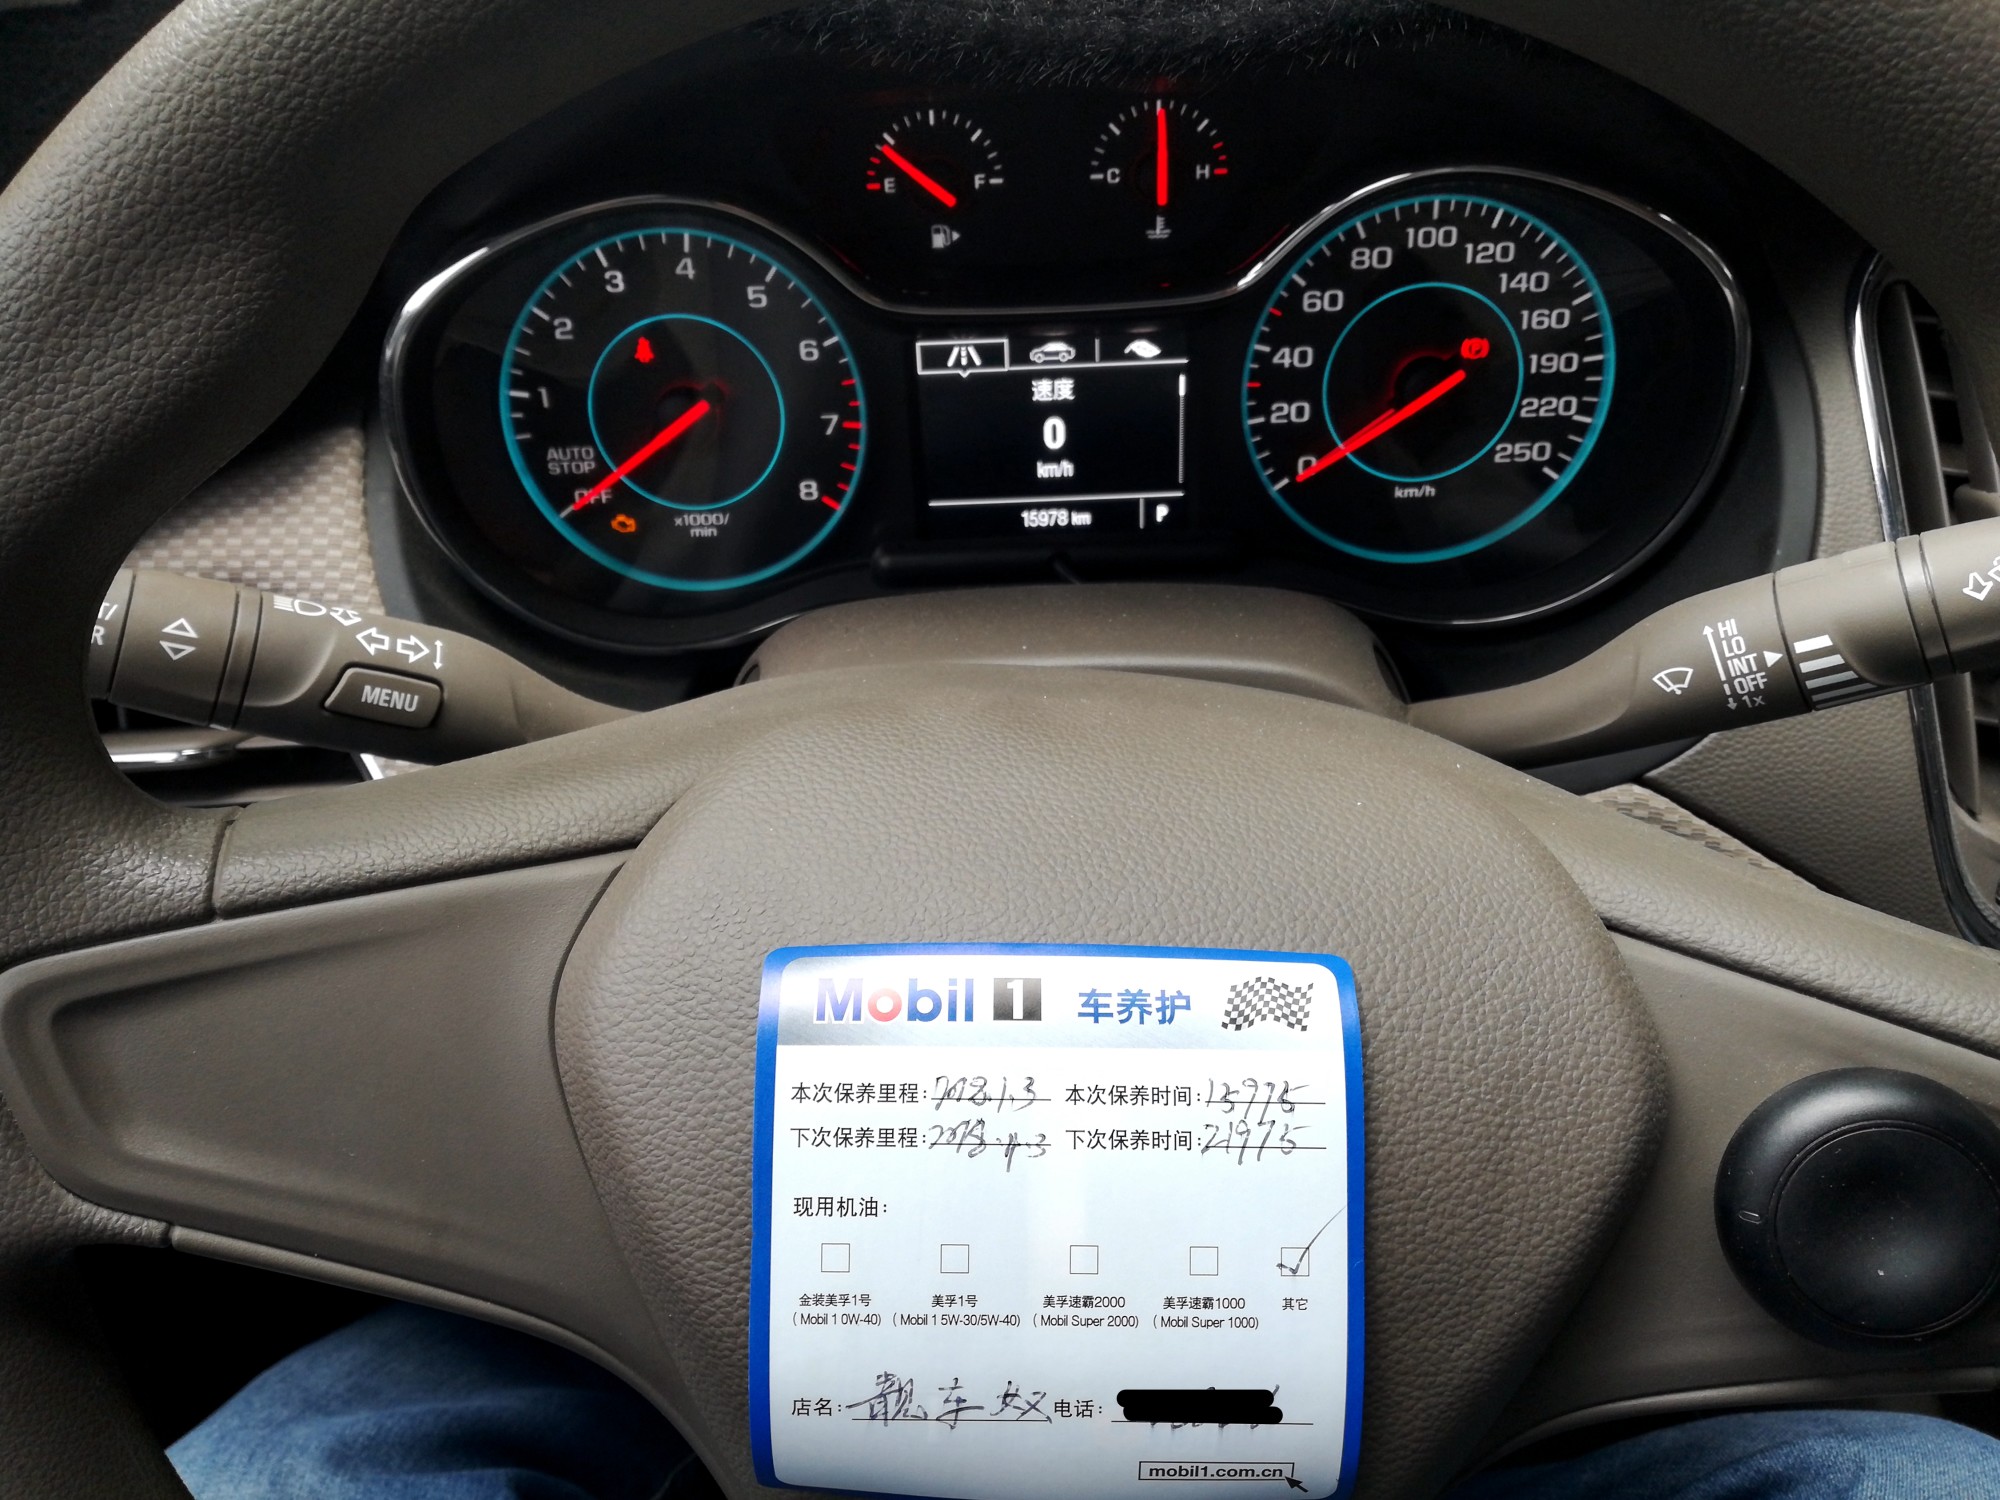 E F
C H
1 2 3 4 5 6 7 8
AUTO
STOP
OFF
x1000/
min
速度
0
km/h
15978 km P
0 20 40 60 80 100 120 140 160 190 220 250
km/h
MENU
HI
LO
INT
OFF
1x
Mobil 1 车养护
本次保养里程: 2018.1.3 本次保养时间: 15975
下次保养里程: 2018.4.3 下次保养时间: 21975
现用机油:
金装美孚1号 美孚1号 美孚速霸2000 美孚速霸1000 其它
(Mobil 1 0W-40) (Mobil 1 5W-30/5W-40) (Mobil Super 2000) (Mobil Super 1000)
店名: 靓车奴 电话:
mobil1.com.cn